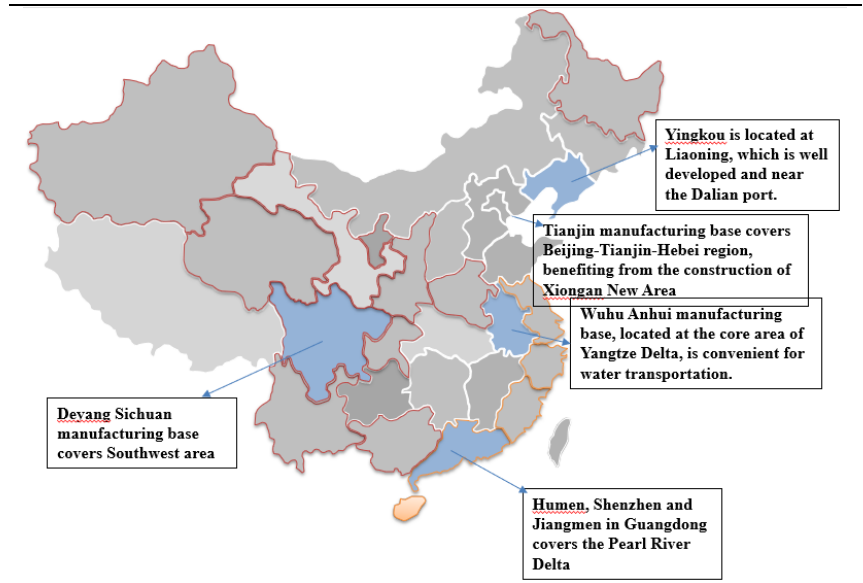 Yingkou is located at
Liaoning, which is well
developed and near
the Dalian port.
Tianjin manufacturing base covers
Beijing-Tianjin-Hebei region,
benefiting from the construction of
Xiongan New Area
Wuhu Anhui manufacturing
base, located at the core area of
Yangtze Delta, is convenient for
water transportation.
Deyang Sichuan
manufacturing base
covers Southwest area
Humen, Shenzhen and
Jiangmen in Guangdong
covers the Pearl River
Delta